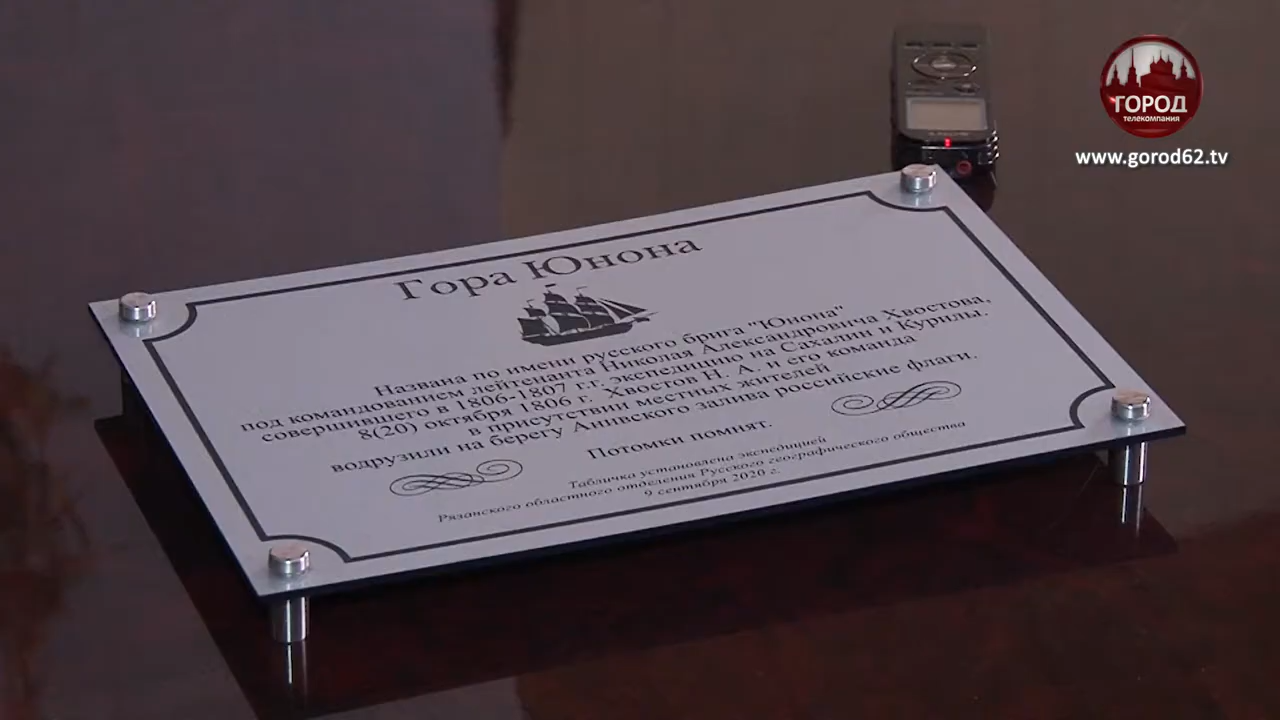 ГОРОД
телекомпания
www.gorod62.tv
Гора Юнона
Названа по имени русского брига "Юнона"
под командованием лейтенанта Николая Александровича Хвостова,
совершившего в 1806-1807 г.г. экспедицию на Сахалин и Курилы.
8(20) октября 1806 г. Хвостов Н. А. и его команда
в присутствии местных жителей
водрузили на берегу Анивского залива российские флаги.
Потомки помнят.
Табличка установлена экспедицией
Рязанского областного отделения Русского географического общества
9 сентября 2020 г.